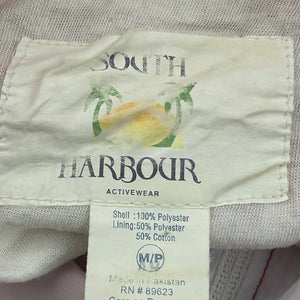 SOUTH
HARBOUR
ACTIVEWEAR
Shell :100% Polyester
Lining:50% Polyester
50% Cotton
M/P
Made in Pakistan
RN # 89623